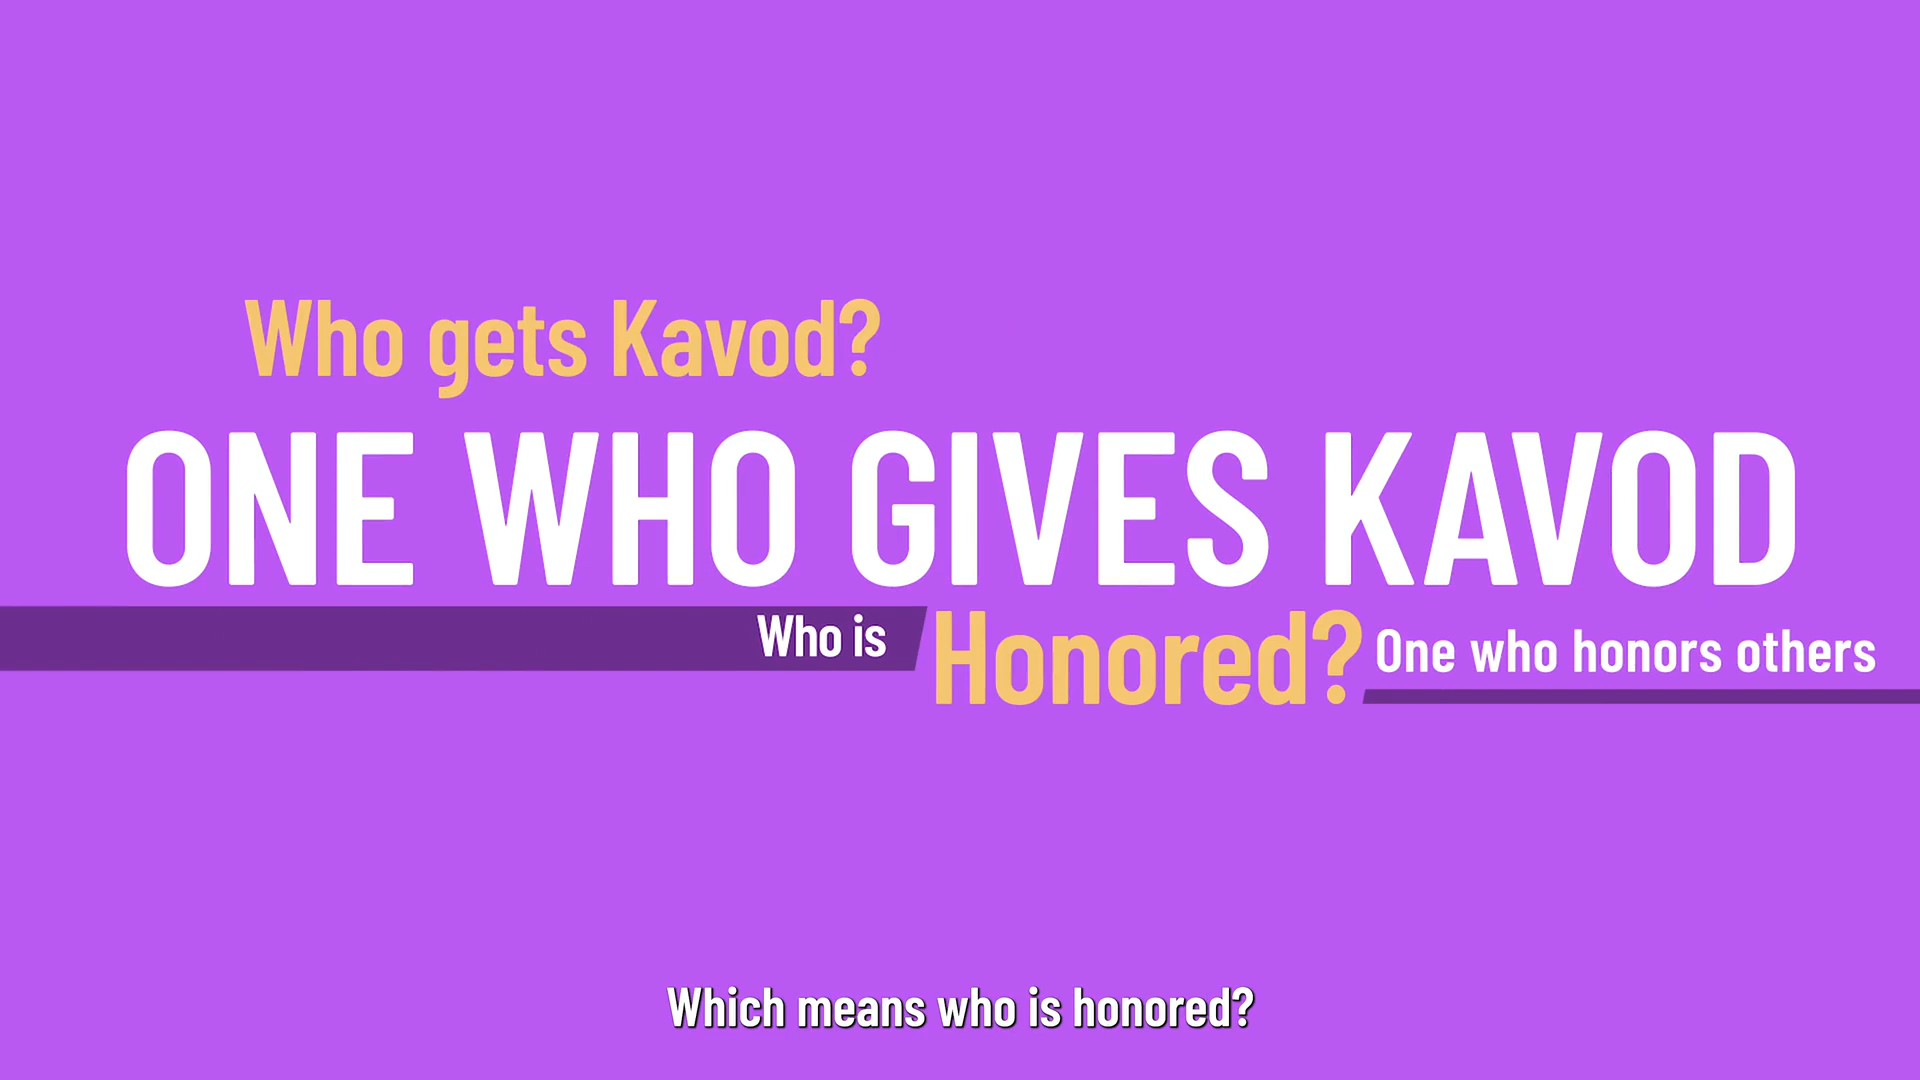 Who gets Kavod?
ONE WHO GIVES KAVOD
Who is Honored? One who honors others
Which means who is honored?